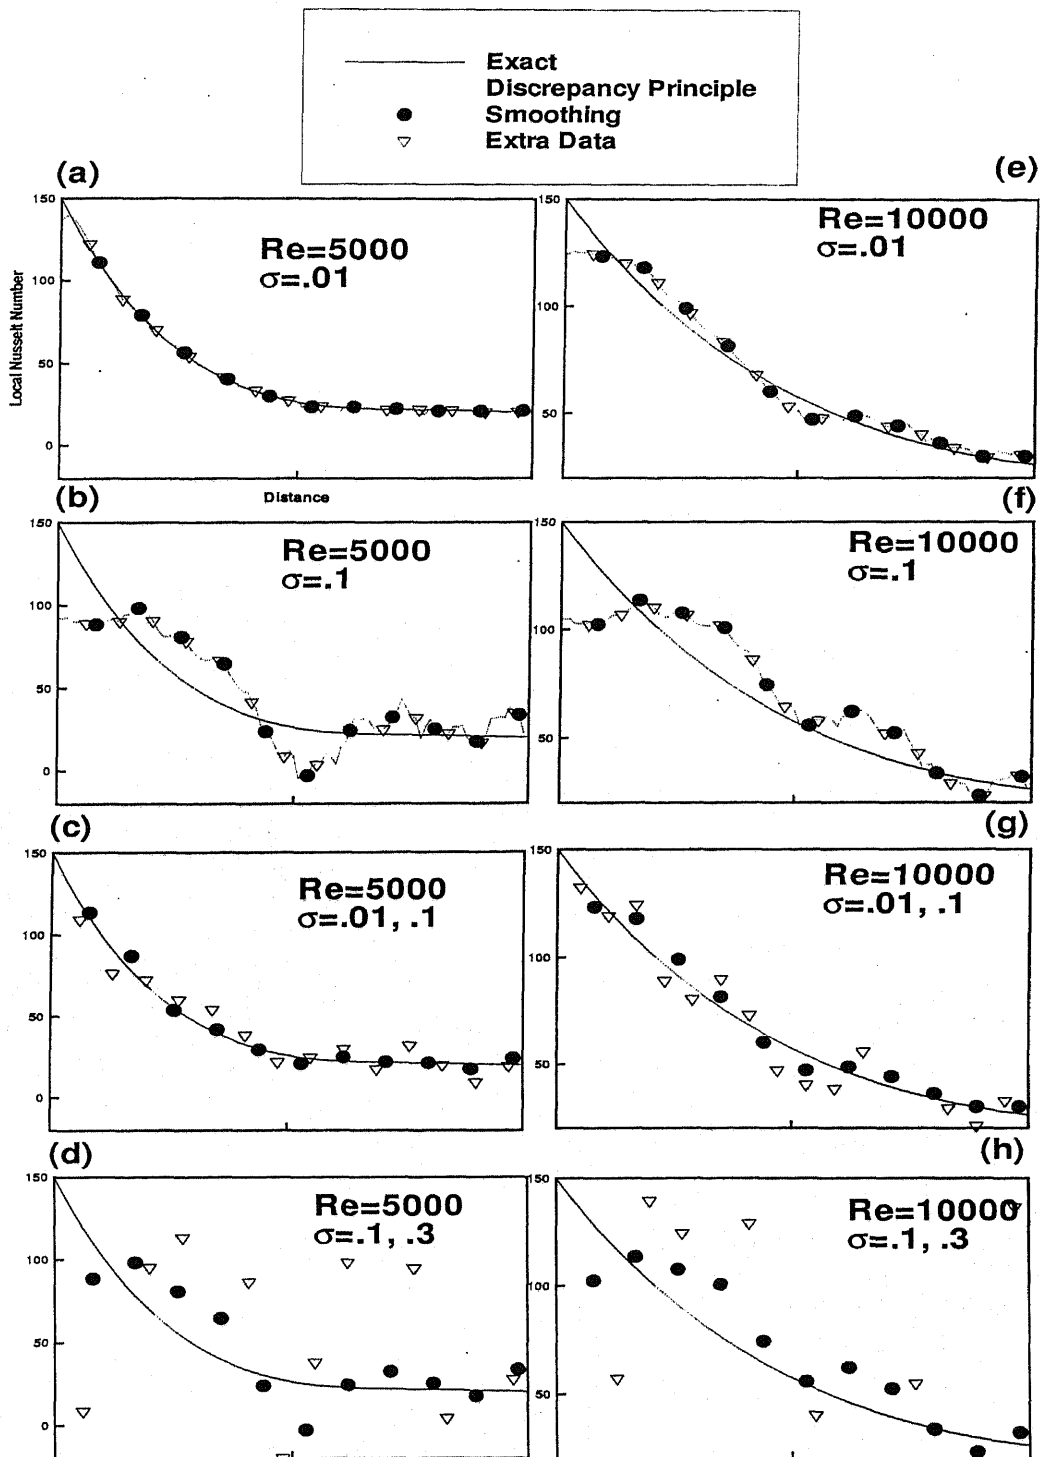 Exact
Discrepancy Principle
Smoothing
Extra Data
(a)
150
100
50
0
Local Nusselt Number
Distance
Re=5000
σ=.01
(e)
150
100
50
Re=10000
σ=.01
(b)
150
100
50
0
Re=5000
σ=.1
(f)
150
100
50
Re=10000
σ=.1
(c)
150
100
50
0
Re=5000
σ=.01, .1
(g)
150
100
50
Re=10000
σ=.01, .1
(d)
150
100
50
0
Re=5000
σ=.1, .3
(h)
150
100
50
Re=10000
σ=.1, .3